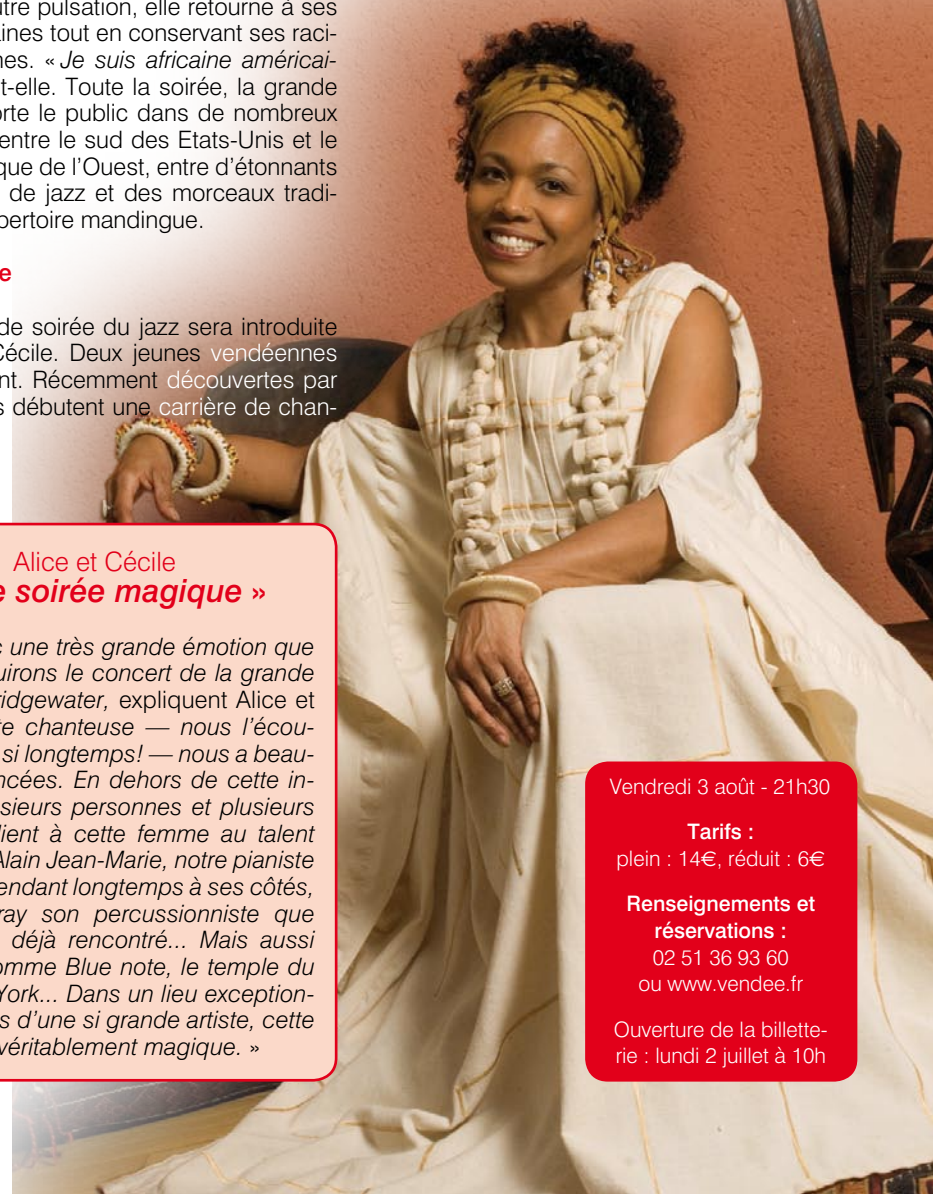 utre pulsation, elle retourne à ses
aines tout en conservant ses raci-
nes. « Je suis africaine américai-
t-elle. Toute la soirée, la grande
orte le public dans de nombreux
entre le sud des Etats-Unis et le
que de l'Ouest, entre d'étonnants
de jazz et des morceaux tradi-
pertoire mandingue.
e
de soirée du jazz sera introduite
Cécile. Deux jeunes vendéennes
nt. Récemment découvertes par
s débutent une carrière de chan-
Alice et Cécile
e soirée magique »
c une très grande émotion que
uirons le concert de la grande
ridgewater, expliquent Alice et
te chanteuse — nous l'écou-
si longtemps! — nous a beau-
ncées. En dehors de cette in-
sieurs personnes et plusieurs
lient à cette femme au talent
Alain Jean-Marie, notre pianiste
endant longtemps à ses côtés,
ray son percussionniste que
déjà rencontré... Mais aussi
omme Blue note, le temple du
York... Dans un lieu exception-
s d'une si grande artiste, cette
véritablement magique. »
Vendredi 3 août - 21h30
Tarifs :
plein : 14€, réduit : 6€
Renseignements et
réservations :
02 51 36 93 60
ou www.vendee.fr
Ouverture de la billette-
rie : lundi 2 juillet à 10h